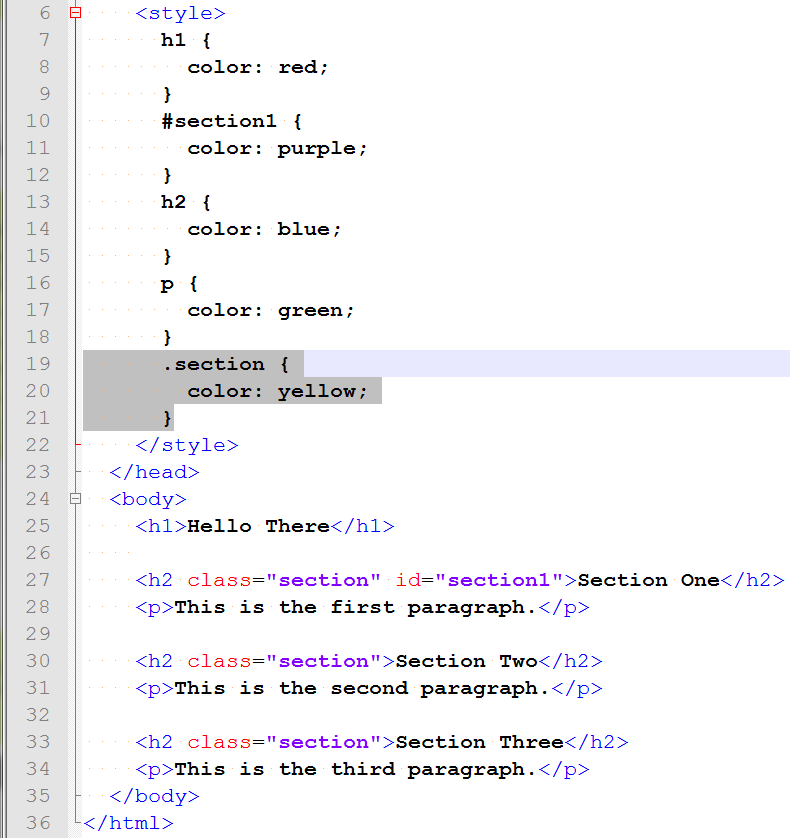 6 <style>
7 h1 {
8 color: red;
9 }
10 #section1 {
11 color: purple;
12 }
13 h2 {
14 color: blue;
15 }
16 p {
17 color: green;
18 }
19 .section {
20 color: yellow;
21 }
22 </style>
23 </head>
24 <body>
25 <h1>Hello There</h1>
26
27 <h2 class="section" id="section1">Section One</h2>
28 <p>This is the first paragraph.</p>
29
30 <h2 class="section">Section Two</h2>
31 <p>This is the second paragraph.</p>
32
33 <h2 class="section">Section Three</h2>
34 <p>This is the third paragraph.</p>
35 </body>
36 </html>